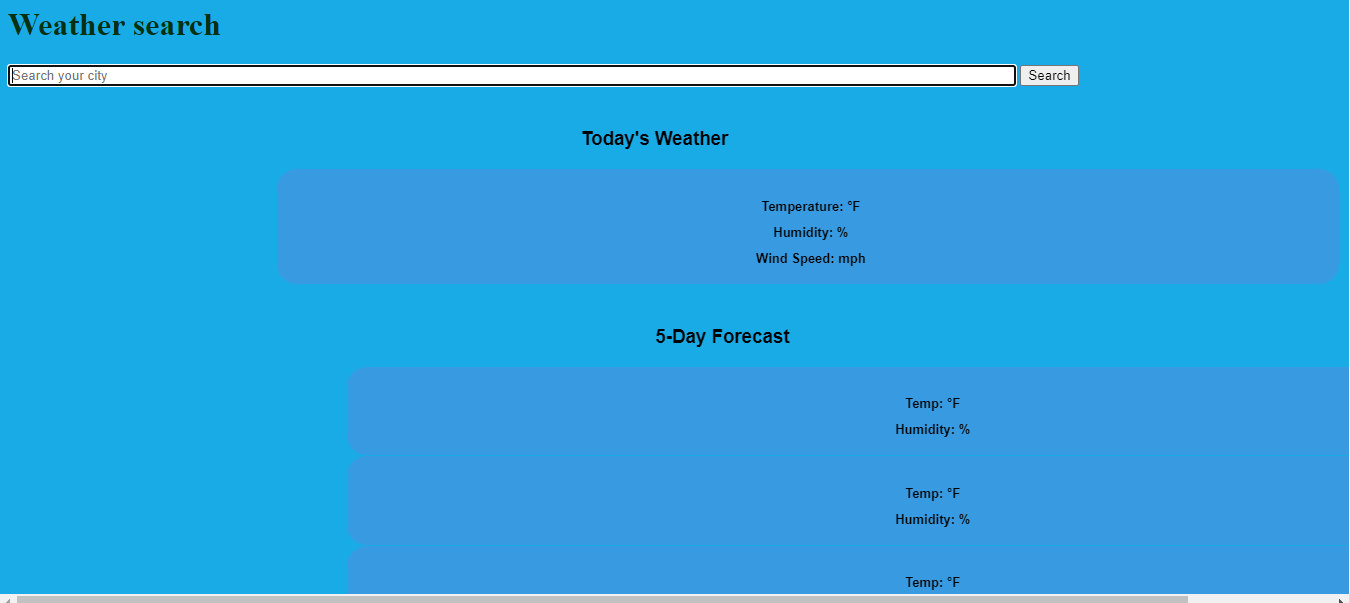 Weather search
Search your city Search
Today's Weather
Temperature: °F
Humidity: %
Wind Speed: mph
5-Day Forecast
Temp: °F
Humidity: %
Temp: °F
Humidity: %
Temp: °F